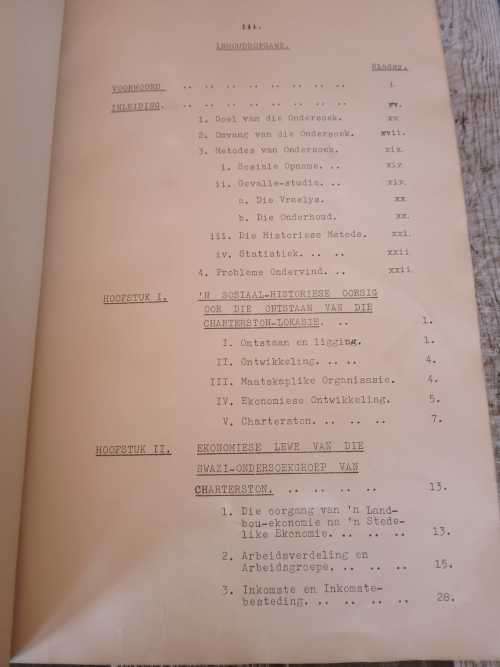 iii.
INHOUDSOPGAWE.
Bladsy.
VOORWOORD .. .. .. .. .. .. .. .. i
INLEIDING. .. .. .. .. .. .. .. .. xv.
1. Doel van die Ondersoek. xv
2. Omvang van die Ondersoek. xvii.
3. Metodes van Ondersoek. xix.
i. Sosiale Opname. .. xix
ii. Gevalle-studie. .. xix.
a. Die Vraelys. xx
b. Die Onderhoud. xx.
iii. Die Historiese Metode. xxi.
iv. Statistiek. .. .. xxii
4. Probleme Ondervind. .. xxii.
HOOFSTUK I. 'N SOSIAAL-HISTORIESE OORSIG
OOR DIE ONTSTAAN VAN DIE
CHARTERSTON-LOKASIE. .. 1.
I. Ontstaan en ligging. 1.
II. Ontwikkeling. .. .. 4.
III. Maatskaplike Organisasie. 4.
IV. Ekonomiese Ontwikkeling. 5.
V. Charterston. .. .. .. 7.
HOOFSTUK II. EKONOMIESE LEWE VAN DIE
SWAZI-ONDERSOEKGROEP VAN
CHARTERSTON. .. .. .. .. 13.
1. Die oorgang van 'n Land-
bou-ekonomie na 'n Stede-
like Ekonomie. .. .. .. 13.
2. Arbeidsverdeling en
Arbeidsgroepe. .. .. .. 15.
3. Inkomste en Inkomste-
besteding. .. .. .. .. 28.